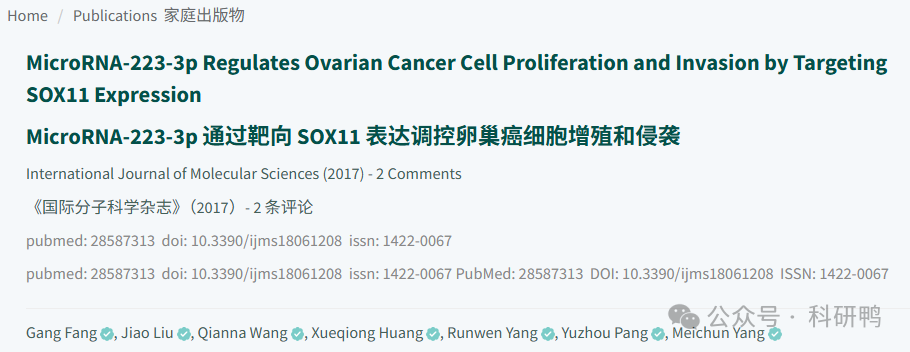 Home / Publications 家庭出版物
MicroRNA-223-3p Regulates Ovarian Cancer Cell Proliferation and Invasion by Targeting
SOX11 Expression
MicroRNA-223-3p 通过靶向 SOX11 表达调控卵巢癌细胞增殖和侵袭
International Journal of Molecular Sciences (2017) - 2 Comments
《国际分子科学杂志》（2017）- 2 条评论
pubmed: 28587313 doi: 10.3390/ijms18061208 issn: 1422-0067
pubmed: 28587313 doi: 10.3390/ijms18061208 issn: 1422-0067 PubMed: 28587313 DOI: 10.3390/ijms18061208 ISSN: 1422-0067
Gang Fang, Jiao Liu, Qianna Wang, Xueqiong Huang, Runwen Yang, Yuzhou Pang, Meichun Yang
公众号 · 科研鸭